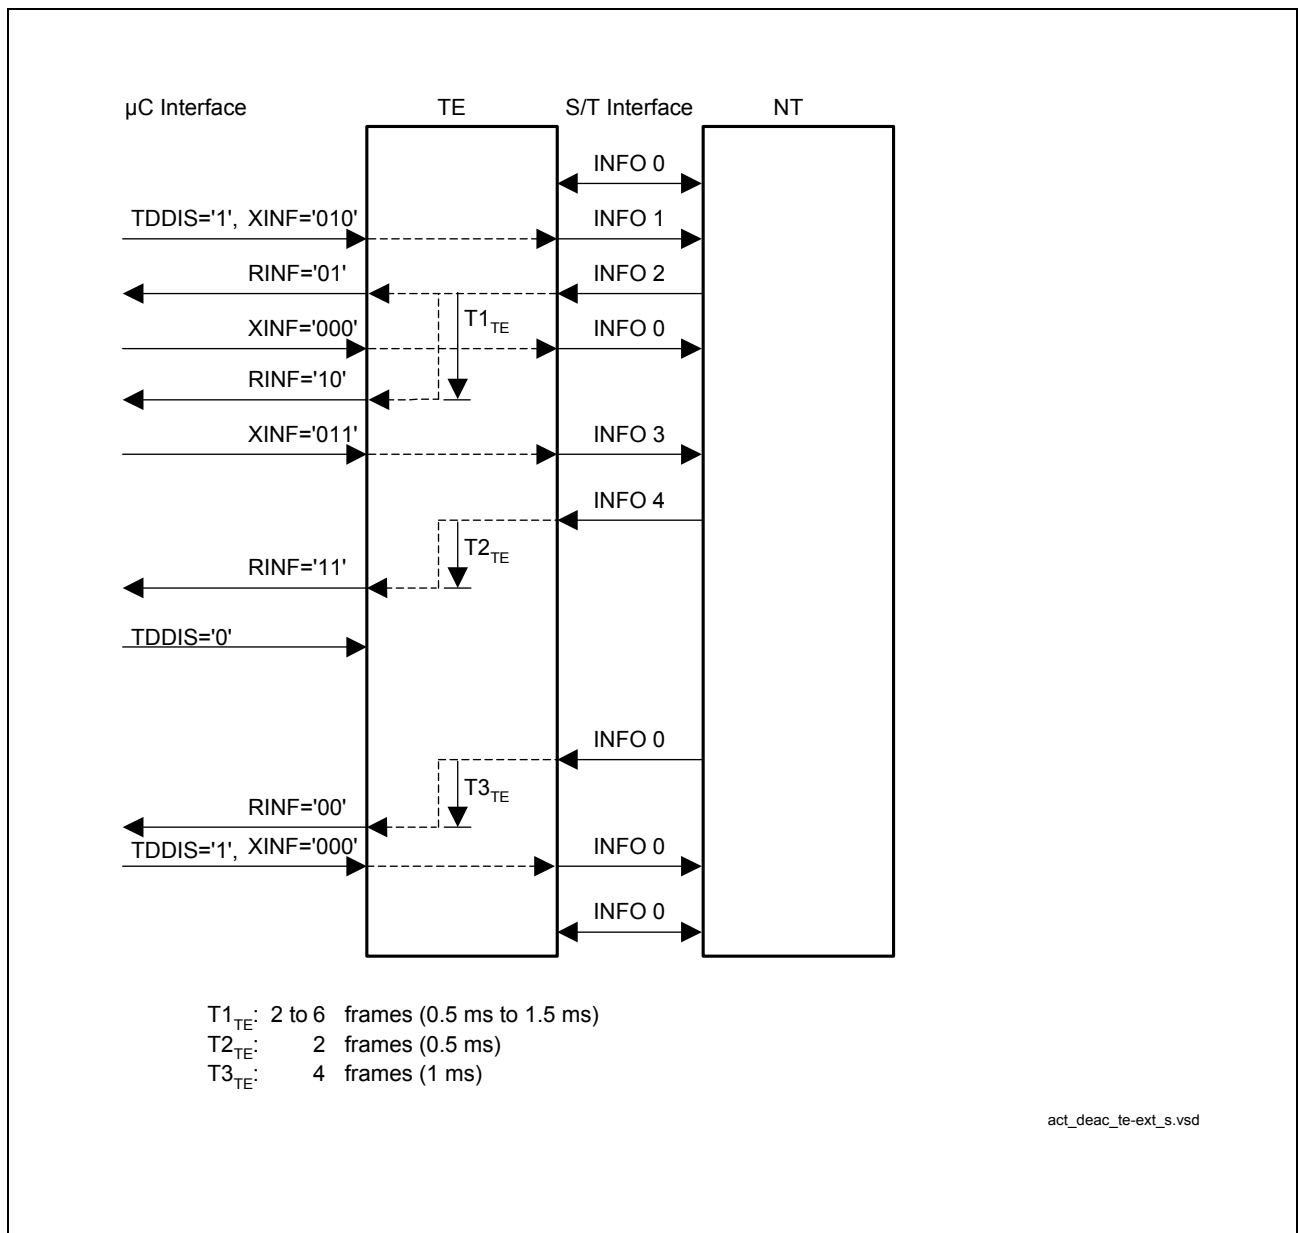 µC Interface TE S/T Interface NT
INFO 0
TDDIS='1', XINF='010' INFO 1
RINF='01' INFO 2
T1TE
XINF='000' INFO 0
RINF='10'
XINF='011' INFO 3
INFO 4
T2TE
RINF='11'
TDDIS='0'
INFO 0
T3TE
RINF='00'
TDDIS='1', XINF='000' INFO 0
INFO 0
T1TE: 2 to 6 frames (0.5 ms to 1.5 ms)
T2TE: 2 frames (0.5 ms)
T3TE: 4 frames (1 ms)
act_deac_te-ext_s.vsd